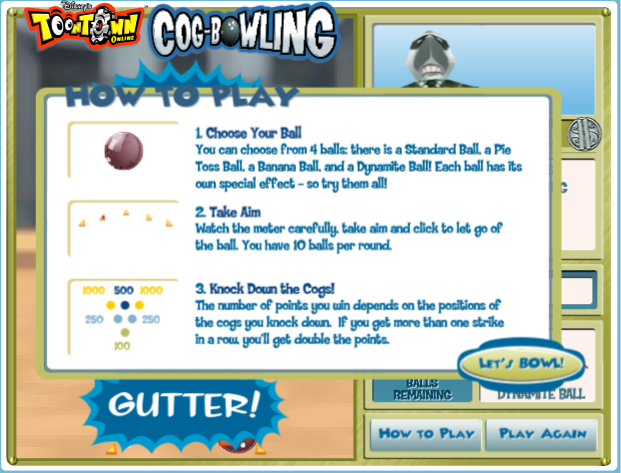 Disney's
TOONTOWN
ONLINE
COG-BOWLING
HOW TO PLAY
1. Choose Your Ball
You can choose from 4 balls: there is a Standard Ball, a Pie
Toss Ball, a Banana Ball, and a Dynamite Ball! Each ball has its
own special effect - so try them all!
2. Take Aim
Watch the meter carefully, take aim and click to let go of
the ball. You have 10 balls per round.
1000 500 1000
250 250
100
3. Knock Down the Cogs!
The number of points you win depends on the positions of
the cogs you knock down. If you get more than one strike
in a row, you'll get double the points.
LET'S BOWL!
BALLS
REMAINING
DYNAMITE BALL
GUTTER!
HOW TO PLAY
PLAY AGAIN